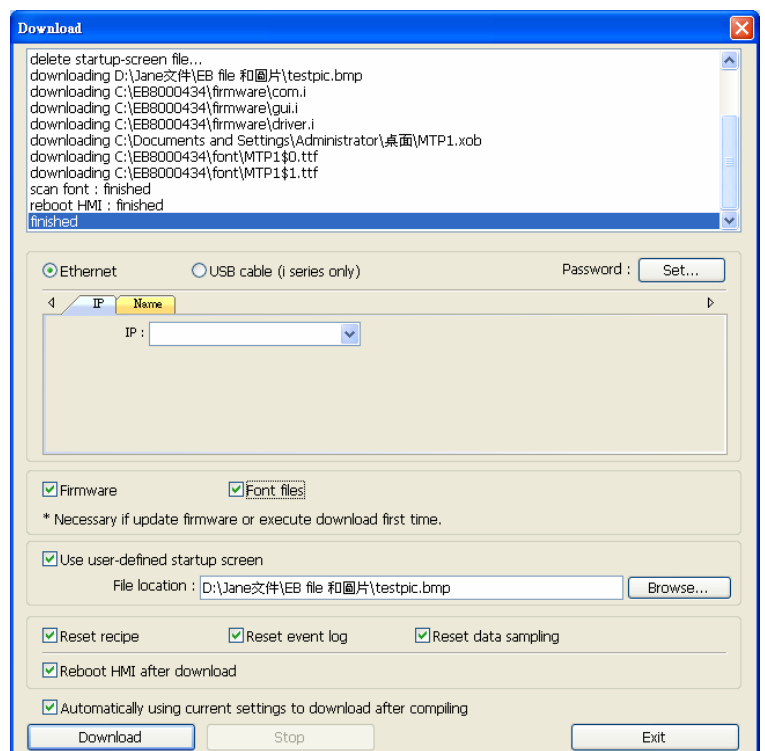 Download
delete startup-screen file...
downloading D:\Jane文件\EB file 和圖片\testpic.bmp
downloading C:\EB8000434\firmware\com.i
downloading C:\EB8000434\firmware\gui.i
downloading C:\EB8000434\firmware\driver.i
downloading C:\Documents and Settings\Administrator\桌面\MTP1.xob
downloading C:\EB8000434\font\MTP1$0.ttf
downloading C:\EB8000434\font\MTP1$1.ttf
scan font : finished
reboot HMI : finished
finished
Ethernet USB cable (i series only) Password : Set...
IP Name
IP :
Firmware Font files
* Necessary if update firmware or execute download first time.
Use user-defined startup screen
File location : D:\Jane文件\EB file 和圖片\testpic.bmp Browse...
Reset recipe Reset event log Reset data sampling
Reboot HMI after download
Automatically using current settings to download after compiling
Download Stop Exit